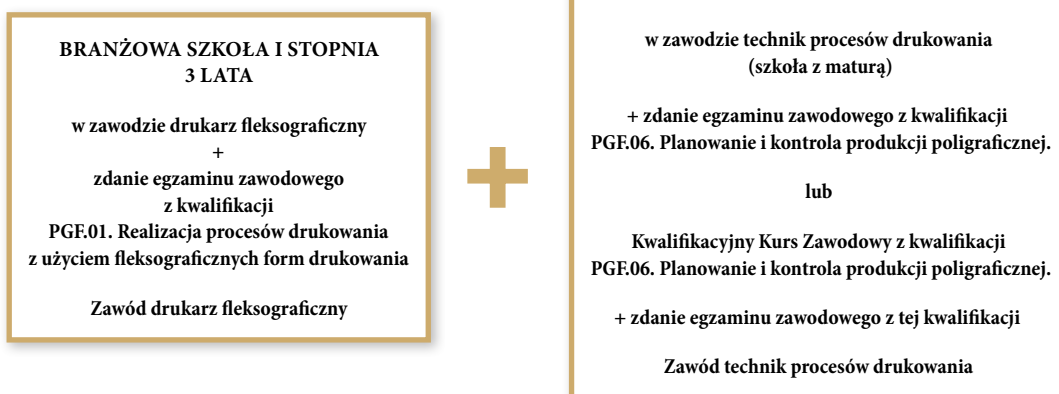 BRANŻOWA SZKOŁA I STOPNIA
3 LATA
w zawodzie drukarz fleksograficzny
+
zdanie egzaminu zawodowego
z kwalifikacji
PGF.01. Realizacja procesów drukowania
z użyciem fleksograficznych form drukowania
Zawód drukarz fleksograficzny
+
w zawodzie technik procesów drukowania
(szkoła z maturą)
+ zdanie egzaminu zawodowego z kwalifikacji
PGF.06. Planowanie i kontrola produkcji poligraficznej.
lub
Kwalifikacyjny Kurs Zawodowy z kwalifikacji
PGF.06. Planowanie i kontrola produkcji poligraficznej.
+ zdanie egzaminu zawodowego z tej kwalifikacji
Zawód technik procesów drukowania